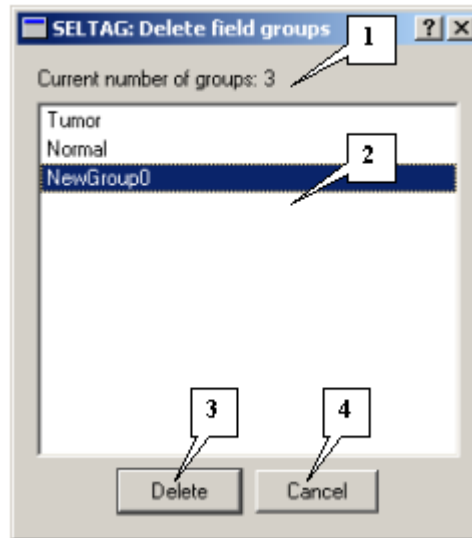 SELTAG: Delete field groups
1
Current number of groups: 3
Tumor
Normal
2
NewGroup0
3
4
Delete
Cancel